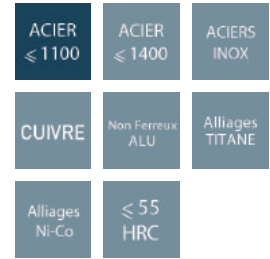 ACIER
⩽ 1100
ACIER
⩽ 1400
ACIERS
INOX
CUIVRE
Non Ferreux
ALU
Alliages
TITANE
Alliages
Ni-Co
⩽ 55
HRC